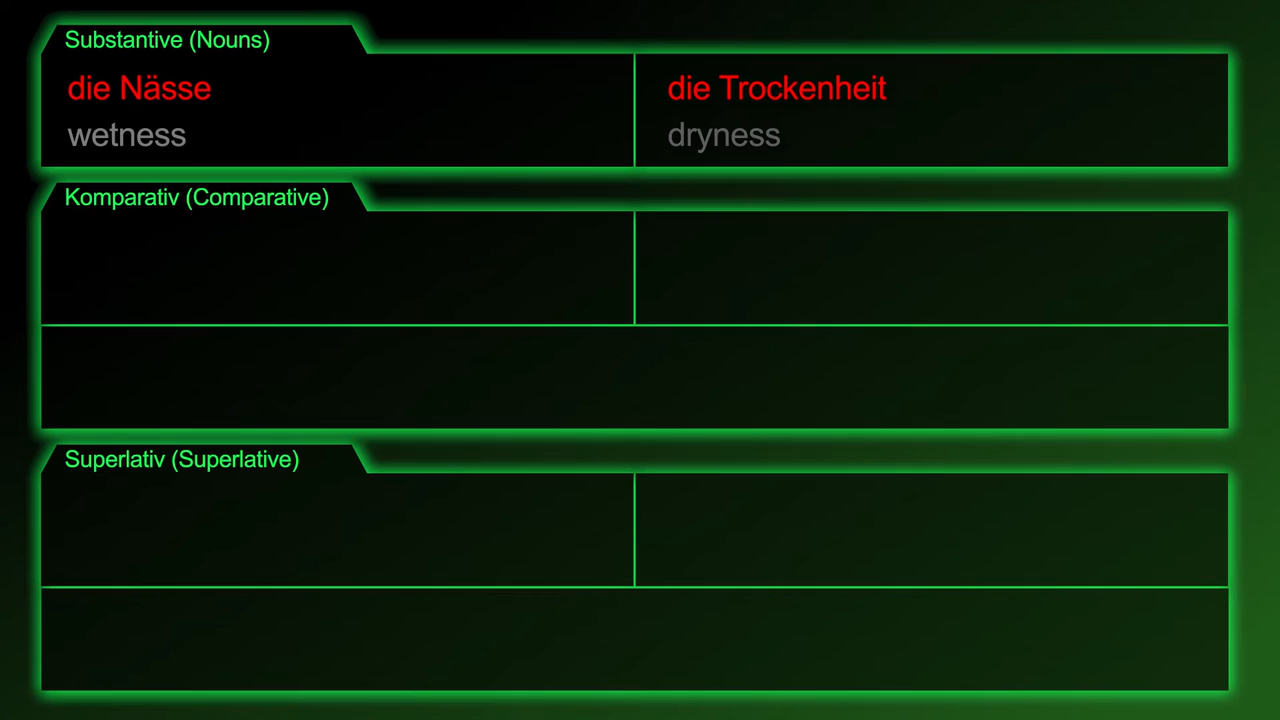 Substantive (Nouns)
die Nässe
wetness
die Trockenheit
dryness
Komparativ (Comparative)
Superlativ (Superlative)